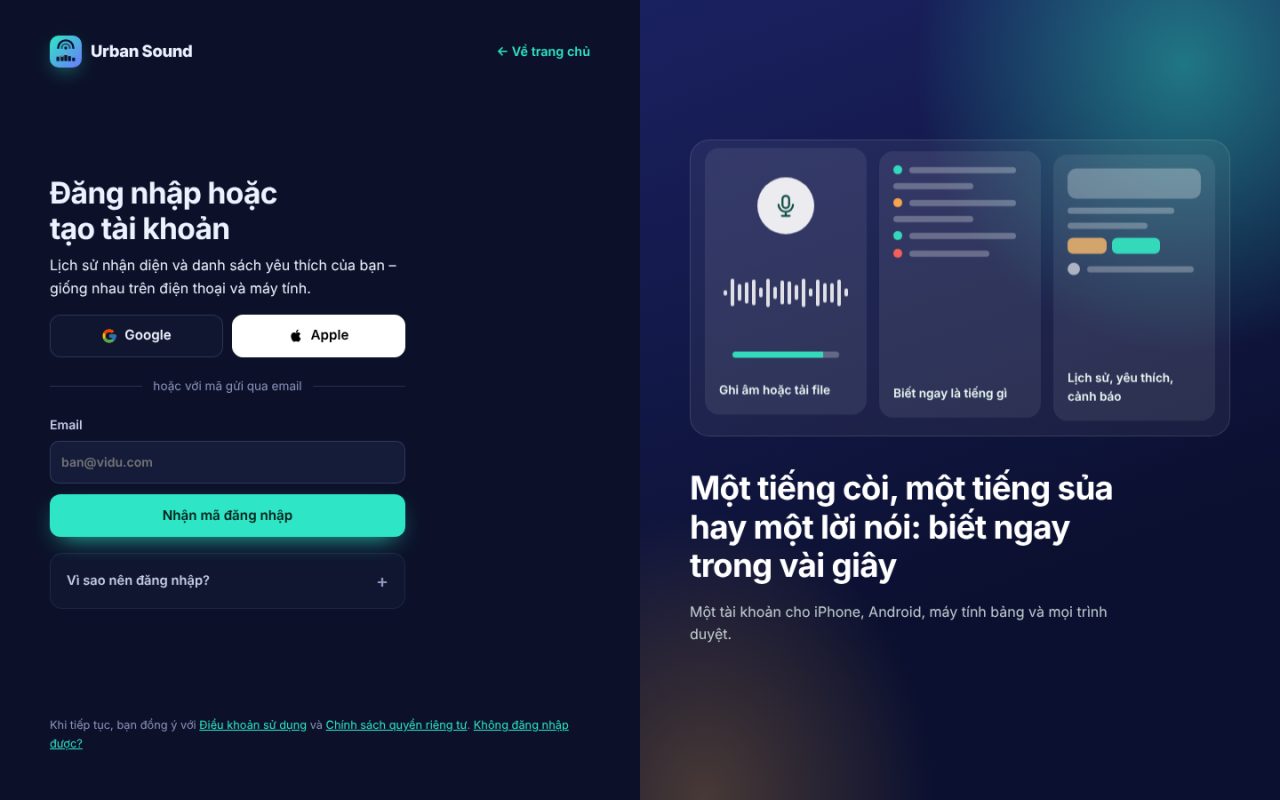 Urban Sound
← Về trang chủ
Đăng nhập hoặc
tạo tài khoản
Lịch sử nhận diện và danh sách yêu thích của bạn –
giống nhau trên điện thoại và máy tính.
Google
Apple
hoặc với mã gửi qua email
Email
ban@vidu.com
Nhận mã đăng nhập
Vì sao nên đăng nhập?
+
Khi tiếp tục, bạn đồng ý với Điều khoản sử dụng và Chính sách quyền riêng tư. Không đăng nhập
được?
Ghi âm hoặc tải file
Biết ngay là tiếng gì
Lịch sử, yêu thích,
cảnh báo
Một tiếng còi, một tiếng sủa
hay một lời nói: biết ngay
trong vài giây
Một tài khoản cho iPhone, Android, máy tính bảng và mọi trình
duyệt.